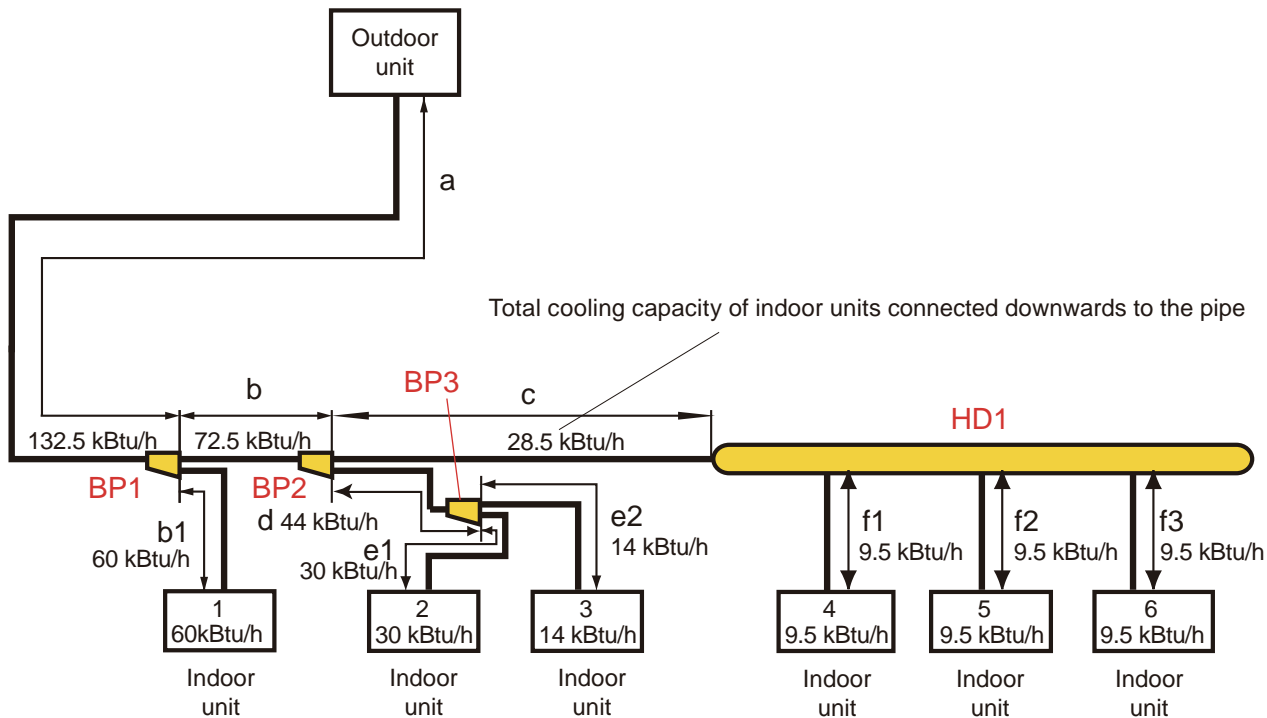 Outdoor
unit
a
Total cooling capacity of indoor units connected downwards to the pipe
BP3
b
c
HD1
132.5 kBtu/h
72.5 kBtu/h
28.5 kBtu/h
BP1
BP2
b1
60 kBtu/h
d 44 kBtu/h
e1
30 kBtu/h
e2
14 kBtu/h
f1
9.5 kBtu/h
f2
9.5 kBtu/h
f3
9.5 kBtu/h
1
60kBtu/h
2
30 kBtu/h
3
14 kBtu/h
4
9.5 kBtu/h
5
9.5 kBtu/h
6
9.5 kBtu/h
Indoor
unit
Indoor
unit
Indoor
unit
Indoor
unit
Indoor
unit
Indoor
unit